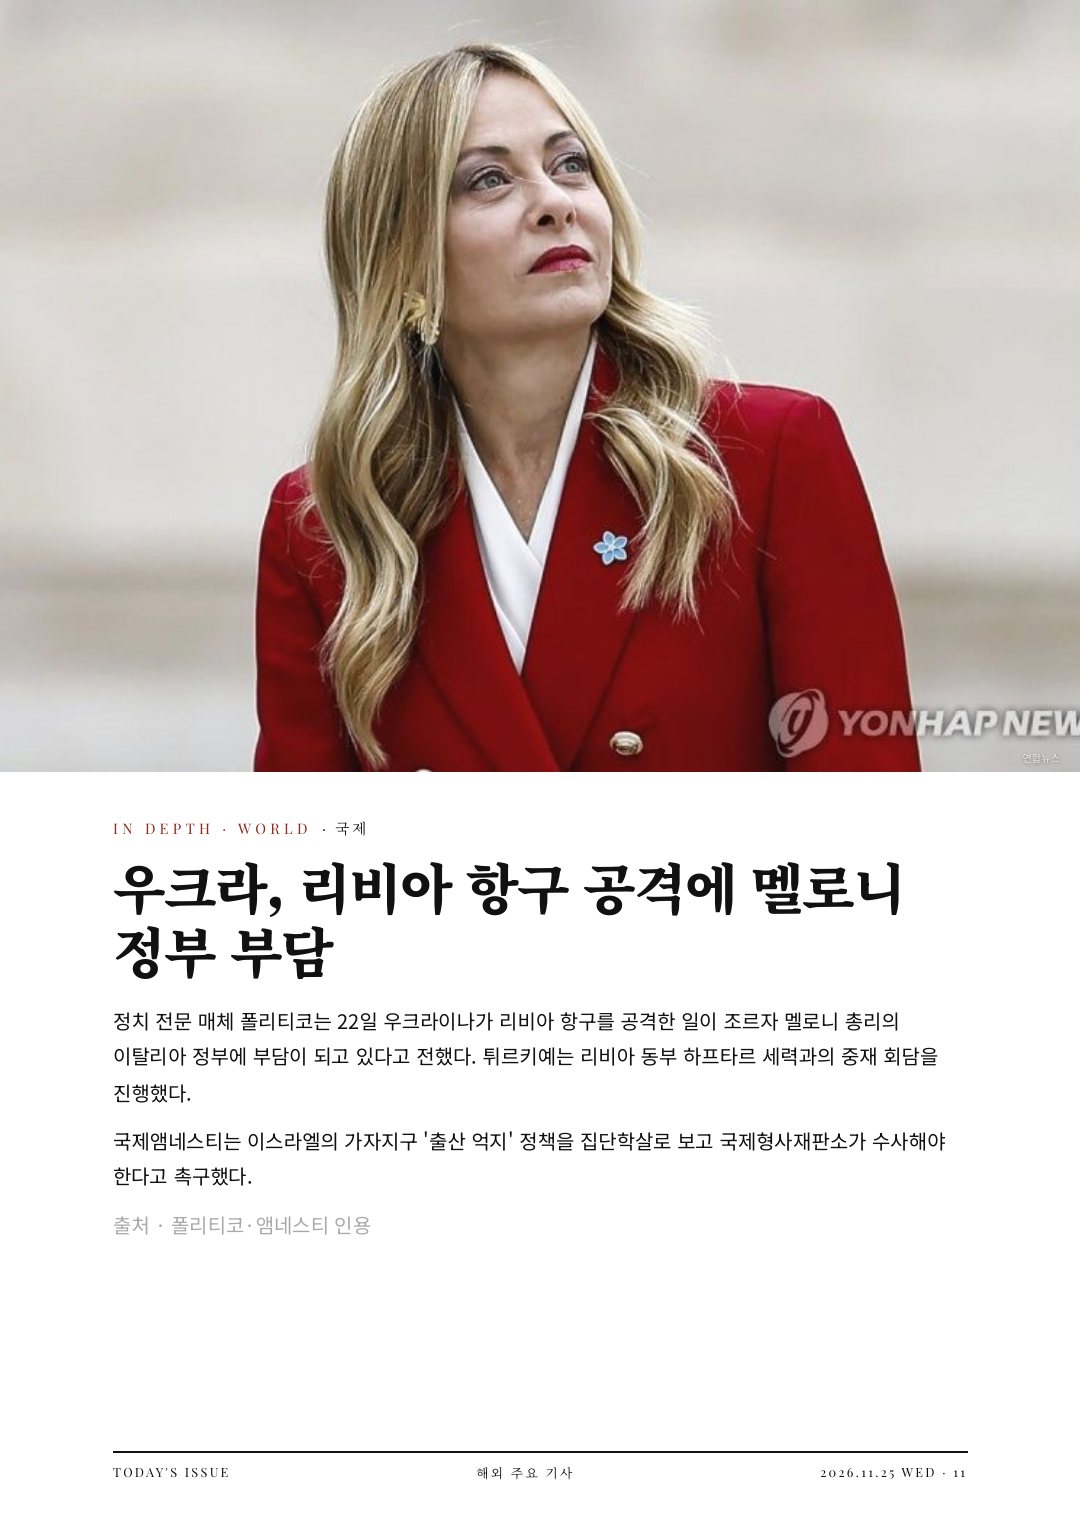 YONHAP NEW
연합뉴스
IN DEPTH · WORLD · 국제
우크라, 리비아 항구 공격에 멜로니
정부 부담
정치 전문 매체 폴리티코는 22일 우크라이나가 리비아 항구를 공격한 일이 조르자 멜로니 총리의
이탈리아 정부에 부담이 되고 있다고 전했다. 튀르키예는 리비아 동부 하프타르 세력과의 중재 회담을
진행했다.
국제앰네스티는 이스라엘의 가자지구 '출산 억지' 정책을 집단학살로 보고 국제형사재판소가 수사해야
한다고 촉구했다.
출처 · 폴리티코·앰네스티 인용
TODAY'S ISSUE
해외 주요 기사
2026.11.25 WED · 11